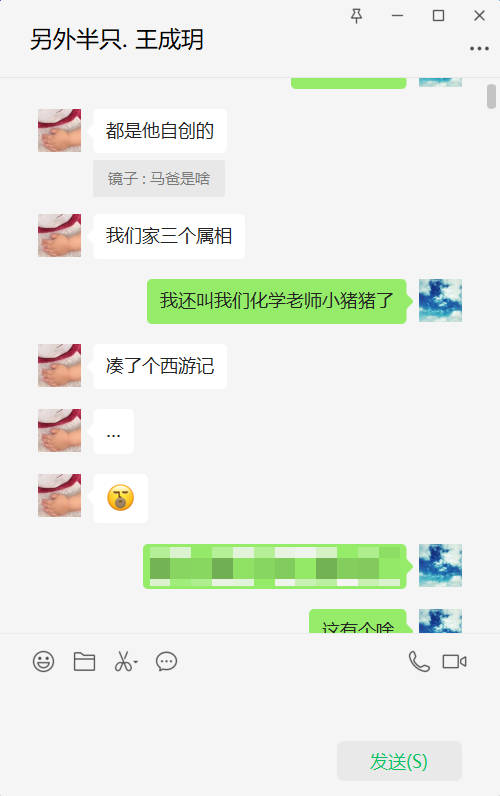 另外半只. 王成玥
都是他自创的
镜子 : 马爸是啥
我们家三个属相
我还叫我们化学老师小猪猪了
凑了个西游记
...
这有个啥
发送(S)